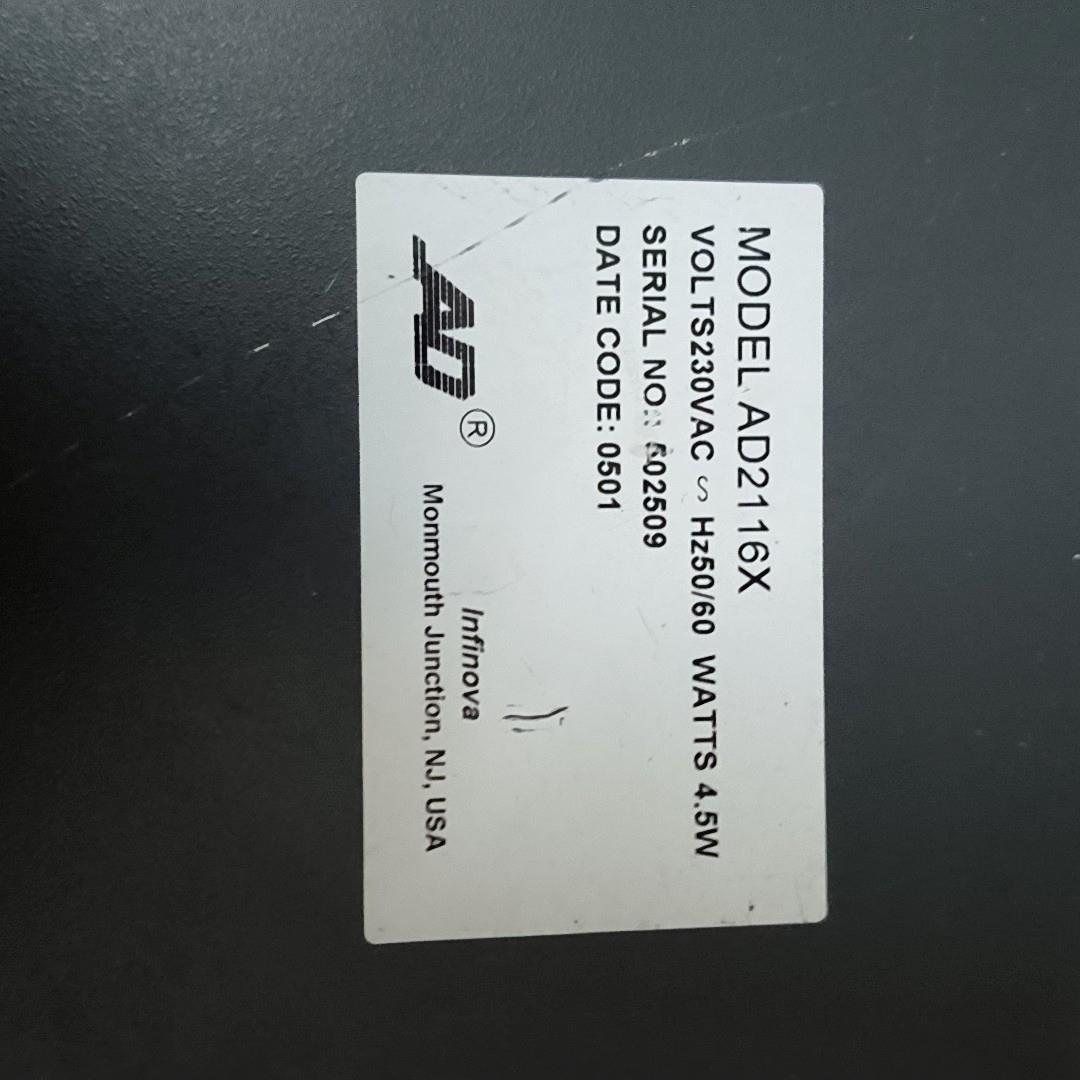 MODEL AD2116X
VOLTS230VAC ∽ Hz50/60 WATTS 4.5W
SERIAL NO: 502509
DATE CODE: 0501
AD®
Infinova
Monmouth Junction, NJ, USA